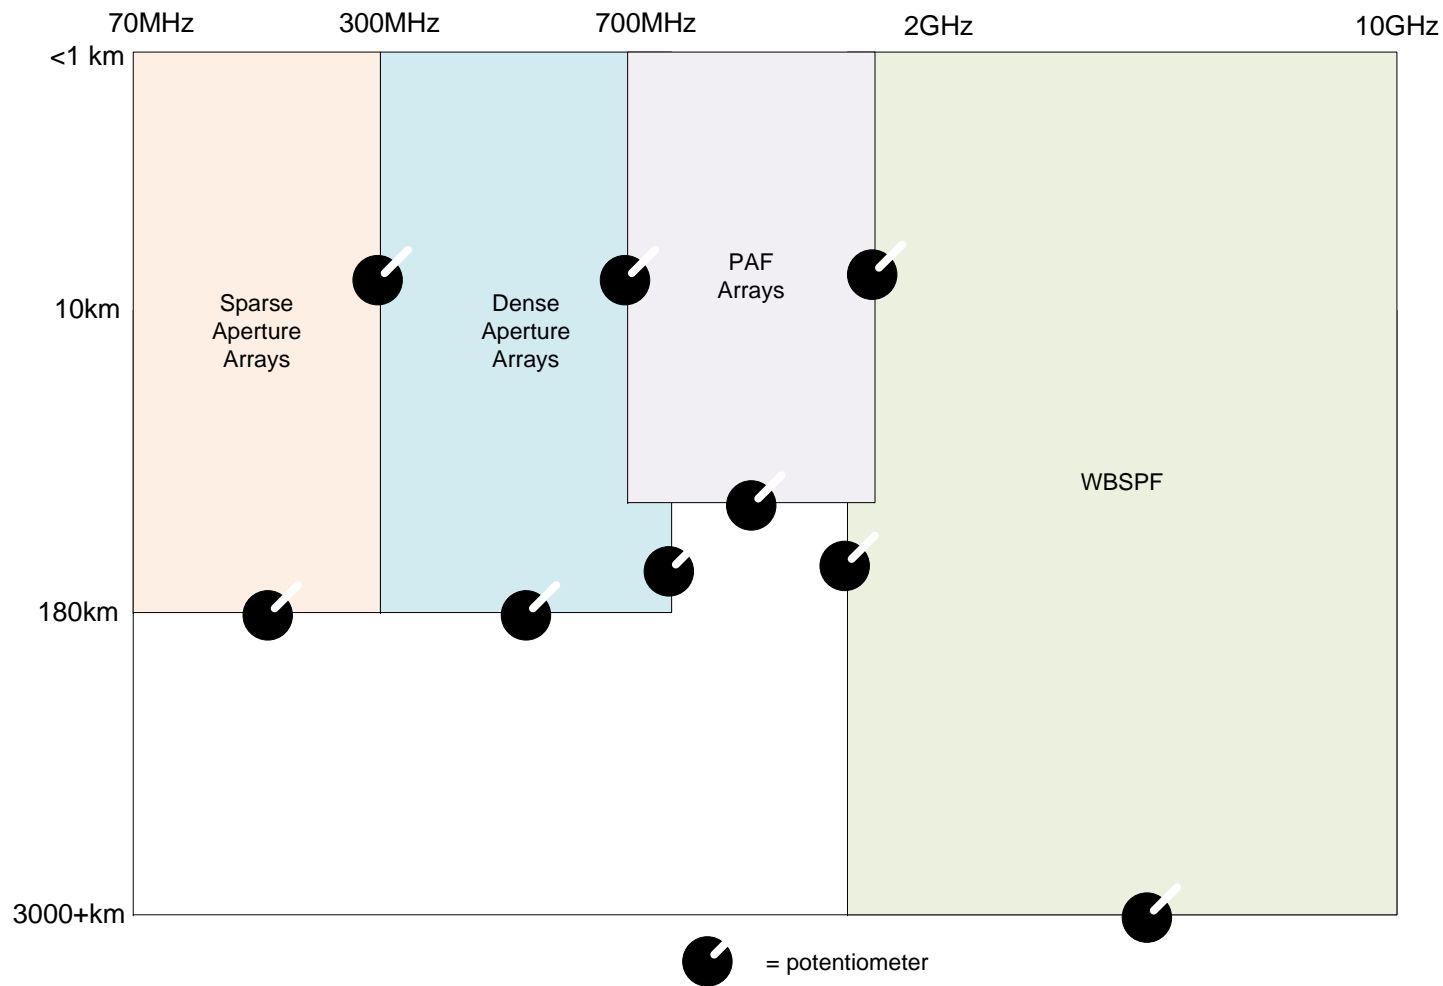 70MHz
300MHz
700MHz
2GHz
10GHz
<1 km
10km
180km
3000+km
Sparse
Aperture
Arrays
Dense
Aperture
Arrays
PAF
Arrays
WBSPF
= potentiometer